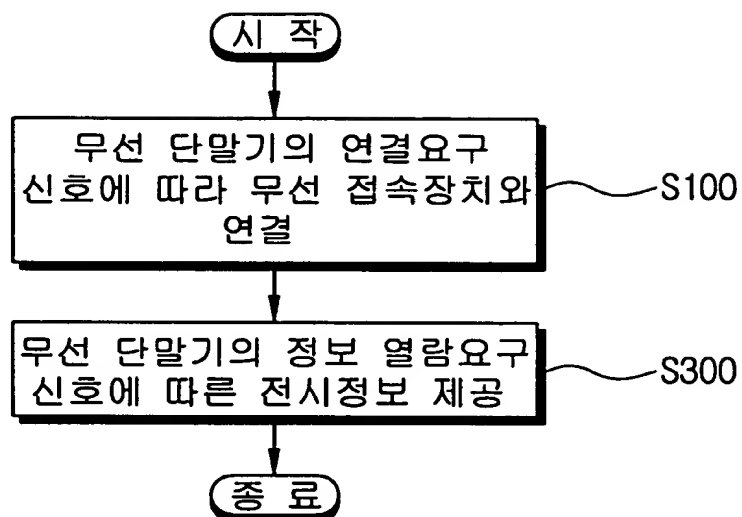 시 작
무선 단말기의 연결요구
신호에 따라 무선 접속장치와
연결
S100
무선 단말기의 정보 열람요구
신호에 따른 전시정보 제공
S300
종 료